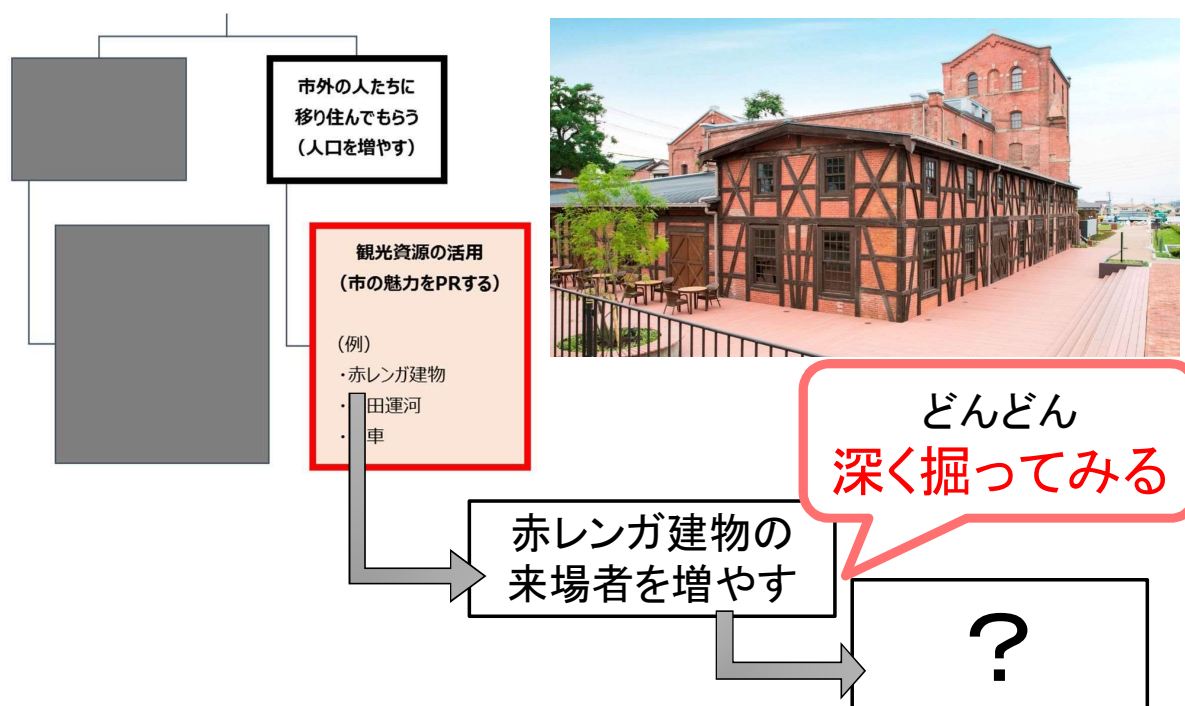 市外の人たちに
移り住んでもらう
（人口を増やす）
観光資源の活用
（市の魅力をPRする）
（例）
・赤レンガ建物
・田運河
・車
どんどん
深く掘ってみる
赤レンガ建物の
来場者を増やす
？